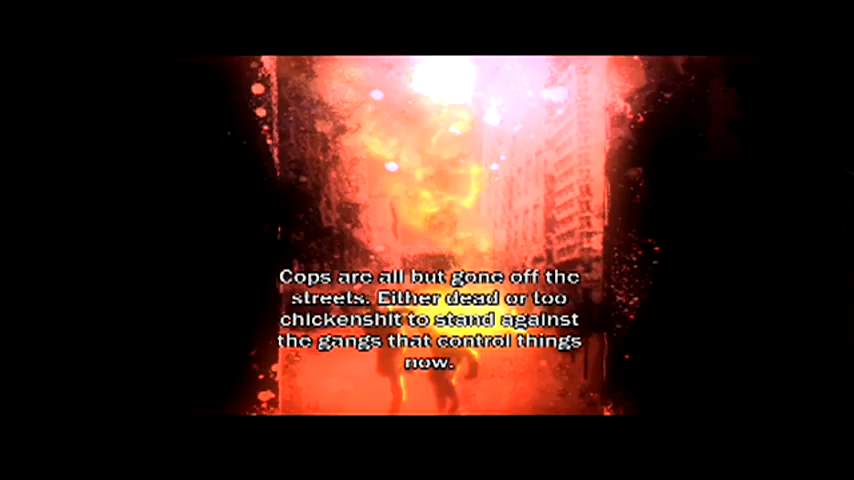 Cops are all but gone off the
streets. Either dead or too
chickenshit to stand against
the gangs that control things
now.